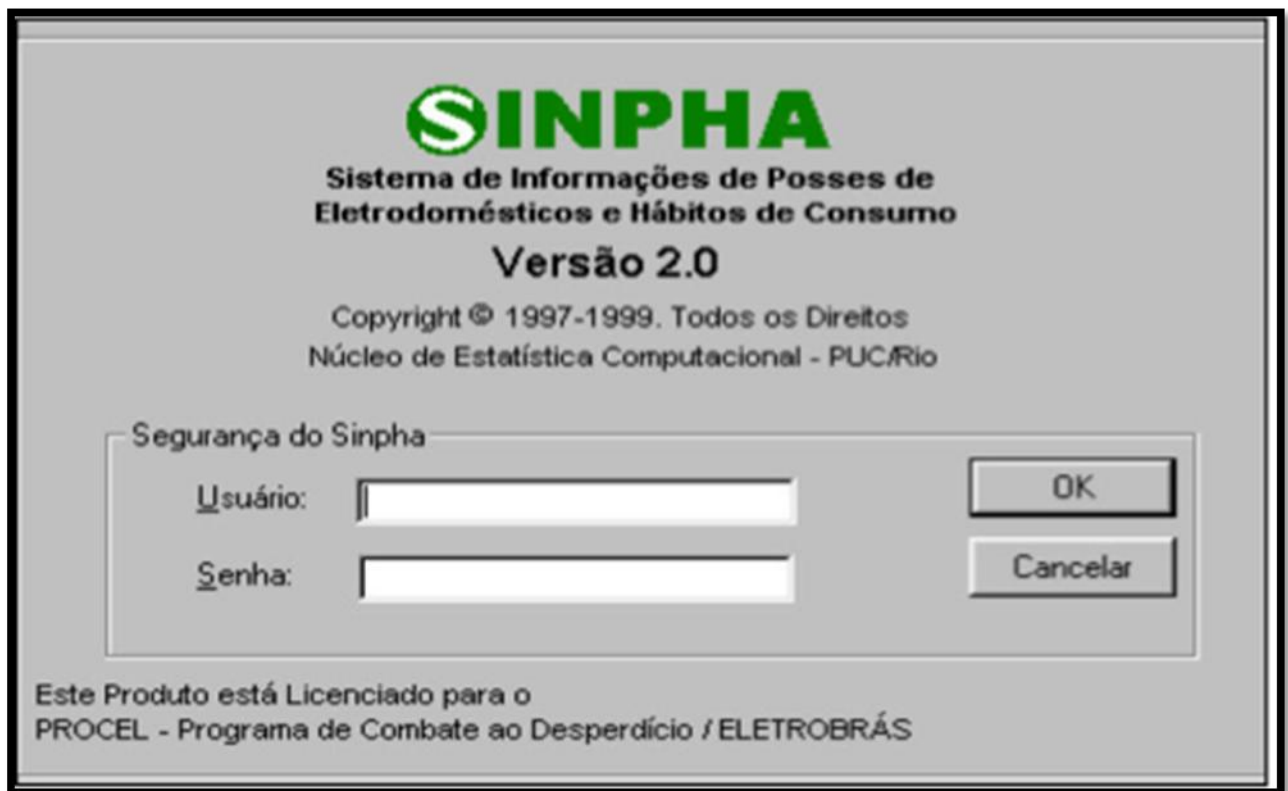 SINPHA
Sistema de Informações de Posses de
Eletrodomésticos e Hábitos de Consumo
Versão 2.0
Copyright © 1997-1999. Todos os Direitos
Núcleo de Estatística Computacional - PUC/Rio
Segurança do Sinpha
Usuário:
OK
Senha:
Cancelar
Este Produto está Licenciado para o
PROCEL - Programa de Combate ao Desperdício / ELETROBRÁS